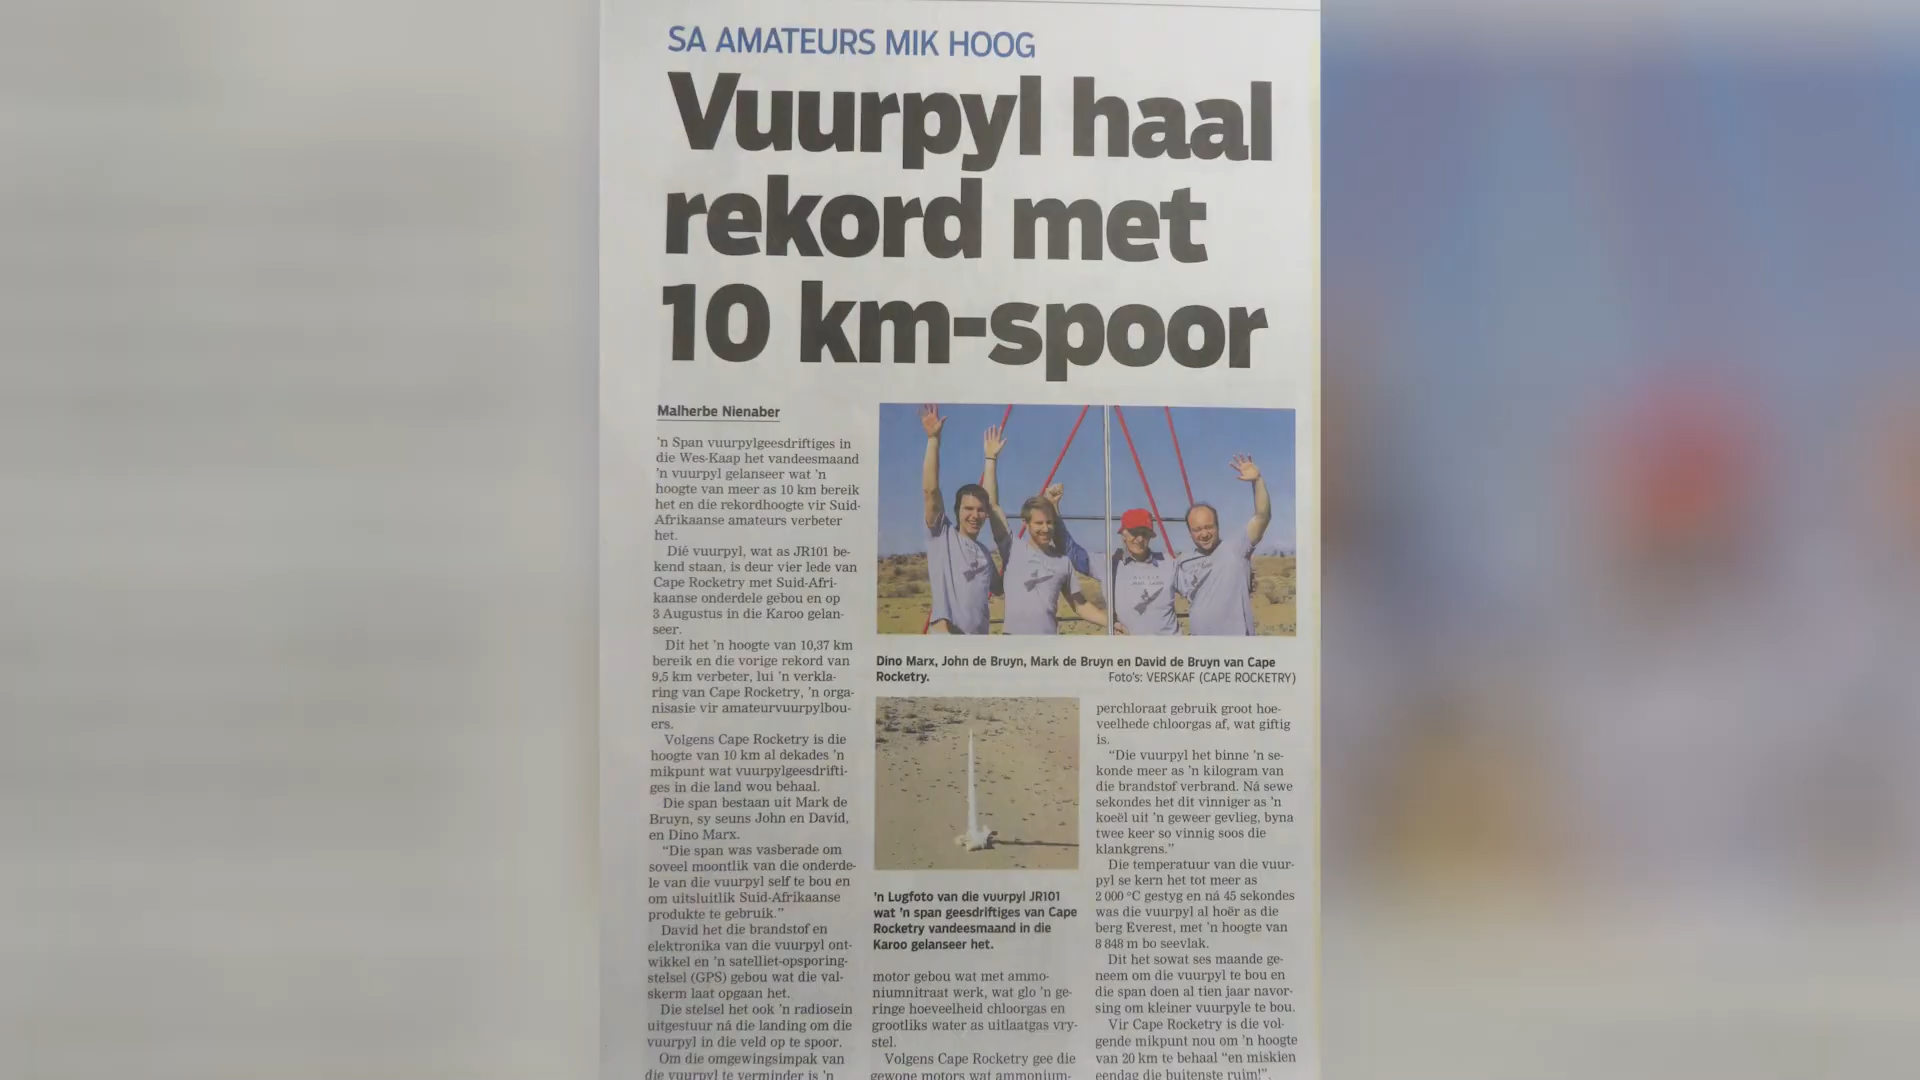 SA AMATEURS MIK HOOG
Vuurpyl haal
rekord met
10 km-spoor
Malherbe Nienaber
'n Span vuurpylgeesdriftiges in
die Wes-Kaap het vandeesmaand
'n vuurpyl gelanseer wat 'n
hoogte van meer as 10 km bereik
het en die rekordhoogte vir Suid-
Afrikaanse amateurs verbeter
het.
Dié vuurpyl, wat as JR101 be-
kend staan, is deur vier lede van
Cape Rocketry met Suid-Afri-
kaanse onderdele gebou en op
3 Augustus in die Karoo gelan-
seer.
Dit het 'n hoogte van 10,37 km
bereik en die vorige rekord van
9,5 km verbeter, lui 'n verkla-
ring van Cape Rocketry, 'n orga-
nisasie vir amateurvuurpylbou-
ers.
Volgens Cape Rocketry is die
hoogte van 10 km al dekades 'n
mikpunt wat vuurpylgeesdrifti-
ges in die land wou behaal.
Die span bestaan uit Mark de
Bruyn, sy seuns John en David,
en Dino Marx.
“Die span was vasberade om
soveel moontlik van die onderde-
le van die vuurpyl self te bou en
om uitsluitlik Suid-Afrikaanse
produkte te gebruik.”
David het die brandstof en
elektronika van die vuurpyl ont-
wikkel en 'n satelliet-opsporing-
stelsel (GPS) gebou wat die val-
skerm laat opgaan het.
Die stelsel het ook 'n radiosein
uitgestuur ná die landing om die
vuurpyl in die veld op te spoor.
Om die omgewingsimpak van
die vuurpyl te verminder is 'n
Dino Marx, John de Bruyn, Mark de Bruyn en David de Bruyn van Cape
Rocketry.
Foto's: VERSKAF (CAPE ROCKETRY)
'n Lugfoto van die vuurpyl JR101
wat 'n span geesdriftiges van Cape
Rocketry vandeesmaand in die
Karoo gelanseer het.
motor gebou wat met ammo-
niumnitraat werk, wat glo 'n ge-
ringe hoeveelheid chloorgas en
grootliks water as uitlaatgas vry-
stel.
Volgens Cape Rocketry gee die
gewone motors wat ammonium-
perchloraat gebruik groot hoe-
veelhede chloorgas af, wat giftig
is.
“Die vuurpyl het binne 'n se-
konde meer as 'n kilogram van
die brandstof verbrand. Ná sewe
sekondes het dit vinniger as 'n
koeël uit 'n geweer gevlieg, byna
twee keer so vinnig soos die
klankgrens.”
Die temperatuur van die vuur-
pyl se kern het tot meer as
2 000 °C gestyg en ná 45 sekondes
was die vuurpyl al hoër as die
berg Everest, met 'n hoogte van
8 848 m bo seevlak.
Dit het sowat ses maande ge-
neem om die vuurpyl te bou en
die span doen al tien jaar navor-
sing om kleiner vuurpyle te bou.
Vir Cape Rocketry is die vol-
gende mikpunt nou om 'n hoogte
van 20 km te behaal “en miskien
eendag die buitenste ruim!”.